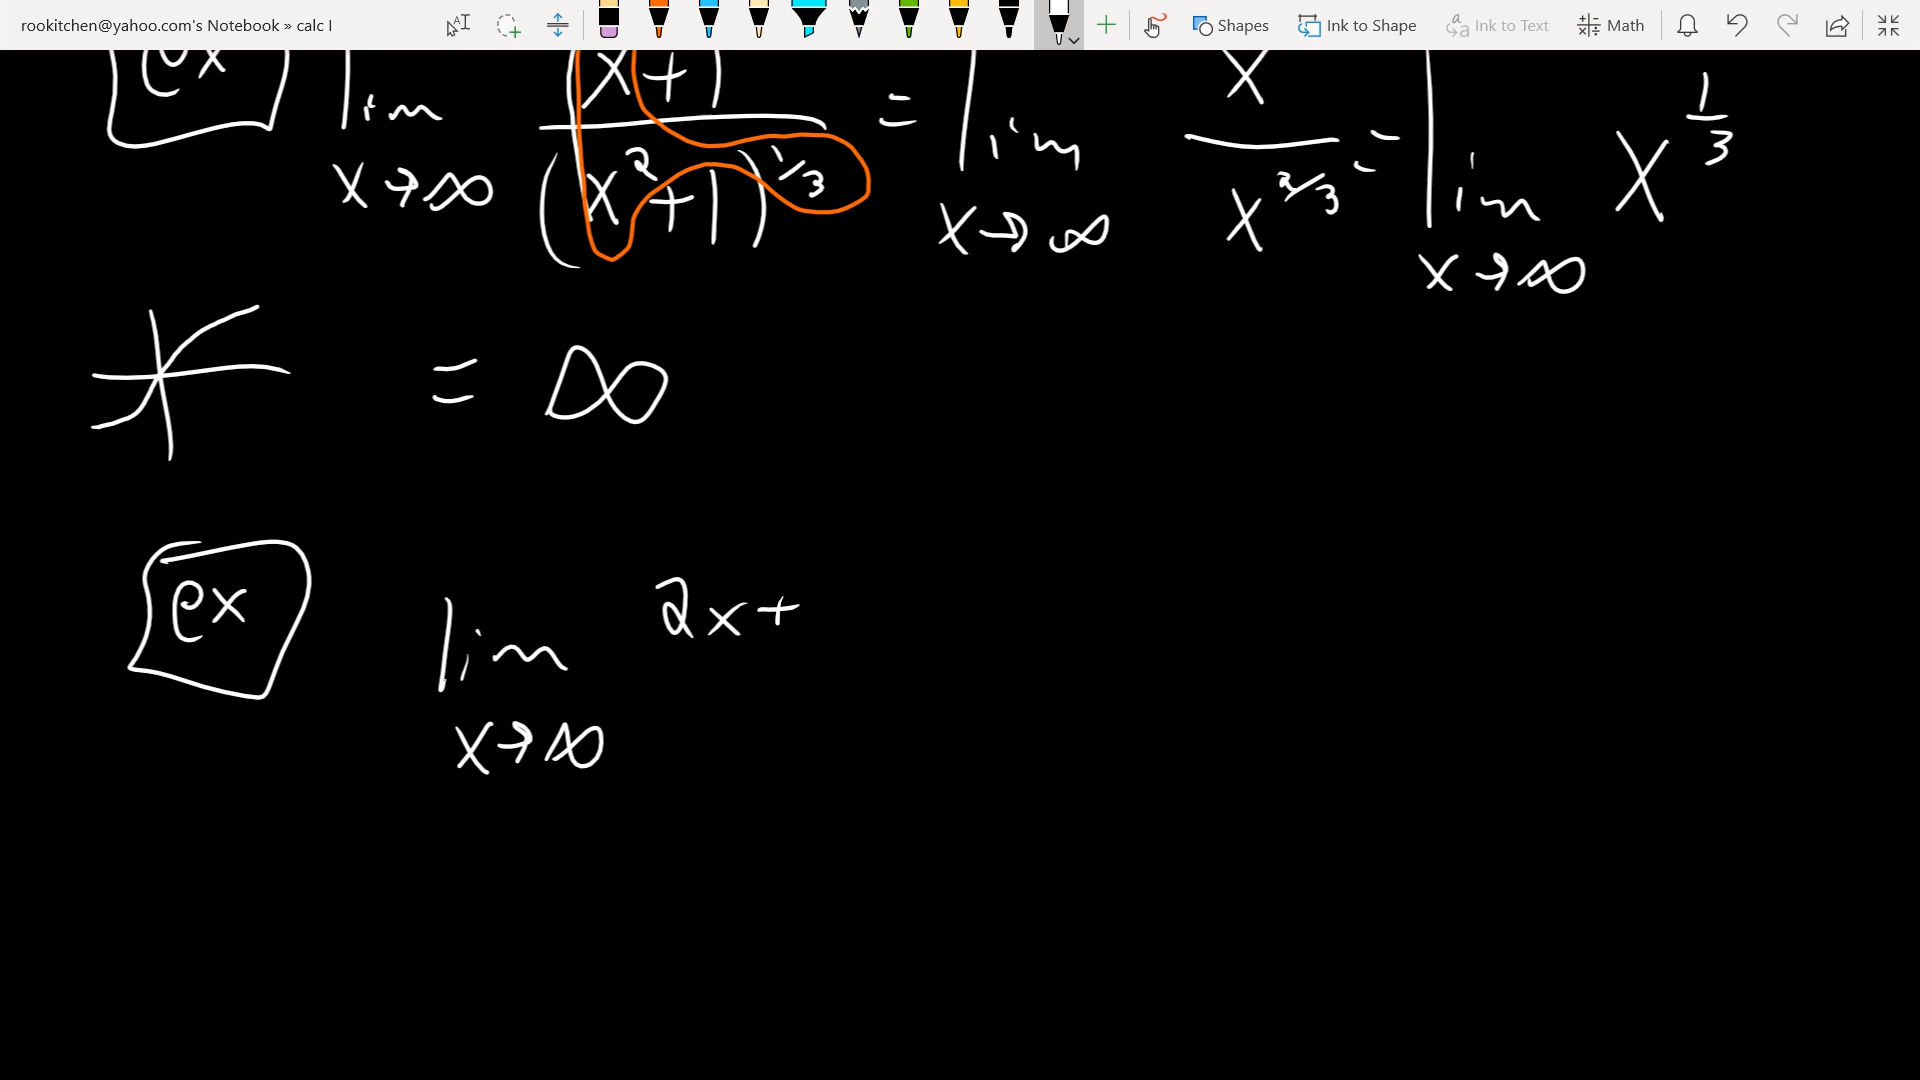 rookitchen@yahoo.com's Notebook » calc I Shapes Ink to Shape Ink to Text Math
ex lim x→∞ (x+1)/(x²+1)^1/3 = lim x→∞ x/x^2/3 = lim x→∞ x^1/3
= ∞
ex lim x→∞ 2x+